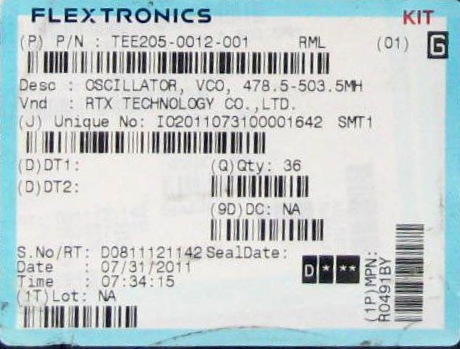 FLEXTRONICS KIT
(P) P/N : TEE205-0012-001 RML (01) G
Desc : OSCILLATOR, VCO, 478.5-503.5MH
Vnd : RTX TECHNOLOGY CO.,LTD.
(J) Unique No: I02011073100001642 SMT1
(D)DT1: (Q)Qty: 36
(D)DT2:
(9D)DC: NA
S.No/RT: D0811121142 SealDate:
Date : 07/31/2011
Time : 07:34:15
(1T)Lot: NA
D * **
(1P)MPN:
R0491BY